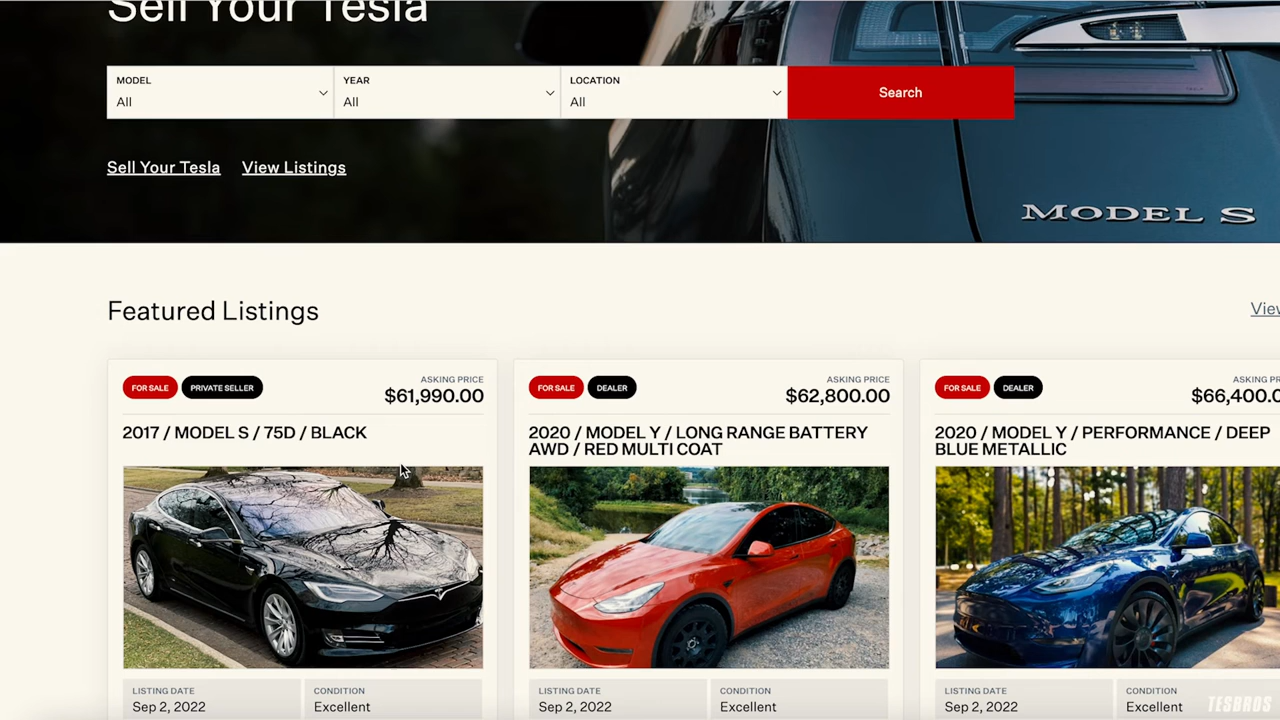 Sell Your Tesla
MODEL
All
YEAR
All
LOCATION
All
Search
Sell Your Tesla
View Listings
MODEL S
Featured Listings
View
FOR SALE
PRIVATE SELLER
ASKING PRICE
$61,990.00
2017 / MODEL S / 75D / BLACK
LISTING DATE
Sep 2, 2022
CONDITION
Excellent
FOR SALE
DEALER
ASKING PRICE
$62,800.00
2020 / MODEL Y / LONG RANGE BATTERY
AWD / RED MULTI COAT
LISTING DATE
Sep 2, 2022
CONDITION
Excellent
FOR SALE
DEALER
ASKING PR
$66,400.0
2020 / MODEL Y / PERFORMANCE / DEEP
BLUE METALLIC
LISTING DATE
Sep 2, 2022
CONDITION
Excellent
TESBROS